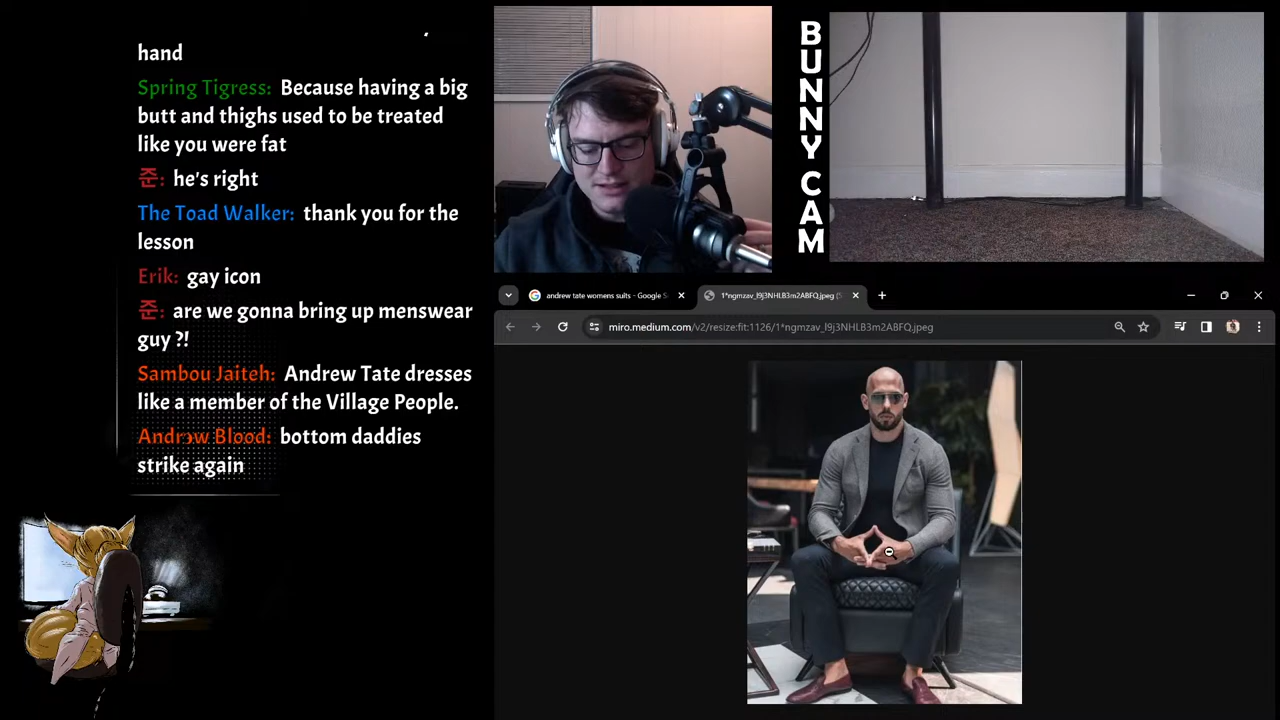 hand
Spring Tigress: Because having a big
butt and thighs used to be treated
like you were fat
준: he's right
The Toad Walker: thank you for the
lesson
Erik: gay icon
준: are we gonna bring up menswear
guy ?!
Sambou Jaiteh: Andrew Tate dresses
like a member of the Village People.
Andrew Blood: bottom daddies
strike again
BUNNY CAM
andrew tate womens suits - Google S
1*ngmzav_l9j3NHLB3m2ABFQ.jpeg (
miro.medium.com/v2/resize:fit:1126/1*ngmzav_l9j3NHLB3m2ABFQ.jpeg